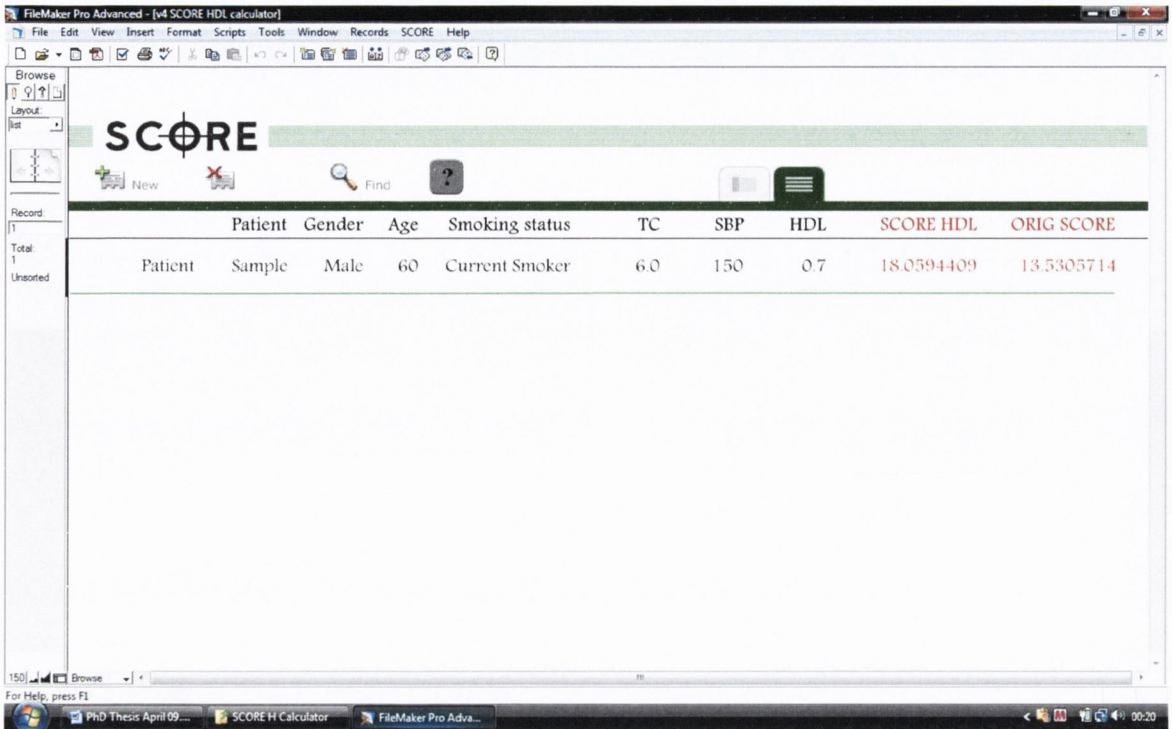 FileMaker Pro Advanced - [v4 SCORE HDL calculator]
File Edit View Insert Format Scripts Tools Window Records SCORE Help
Browse
Layout:
list
SCORE
New
Find
?
Record:
1
Total:
1
Unsorted
Patient Gender Age Smoking status TC SBP HDL SCORE HDL ORIG SCORE
Patient Sample Male 60 Current Smoker 6.0 150 0.7 18.0594409 13.5305714
150 Browse
For Help, press F1
PhD Thesis April 09.... SCORE H Calculator FileMaker Pro Adva... 00:20